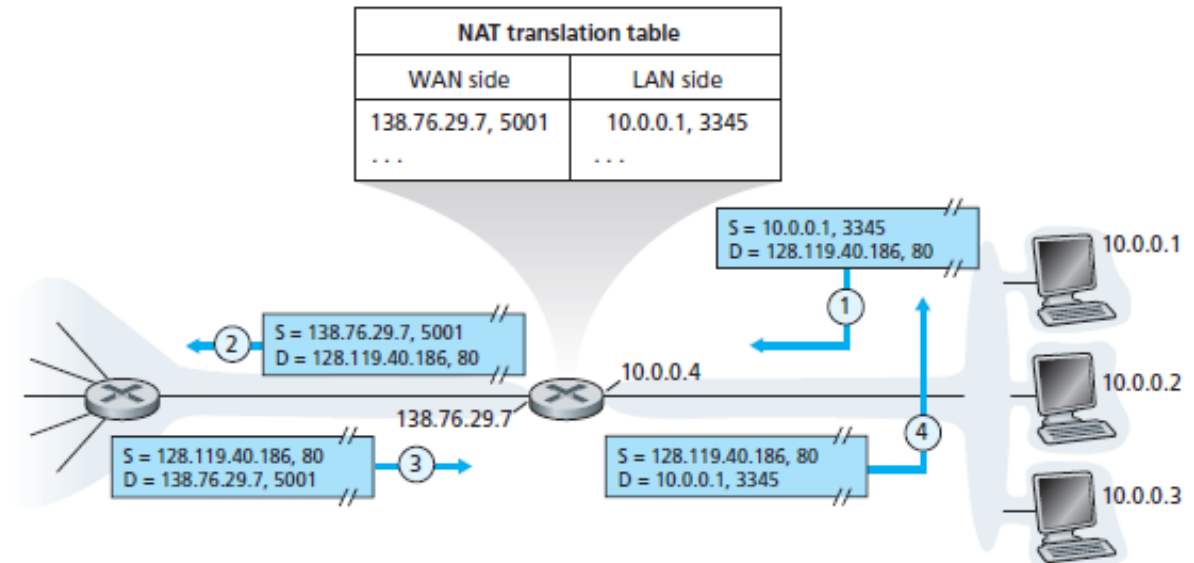 NAT translation table
WAN side LAN side
138.76.29.7, 5001 10.0.0.1, 3345
. . . . . .
S = 10.0.0.1, 3345
D = 128.119.40.186, 80
10.0.0.1
1
S = 138.76.29.7, 5001
D = 128.119.40.186, 80
2
10.0.0.4
10.0.0.2
138.76.29.7
S = 128.119.40.186, 80
D = 138.76.29.7, 5001
3
S = 128.119.40.186, 80
D = 10.0.0.1, 3345
4
10.0.0.3